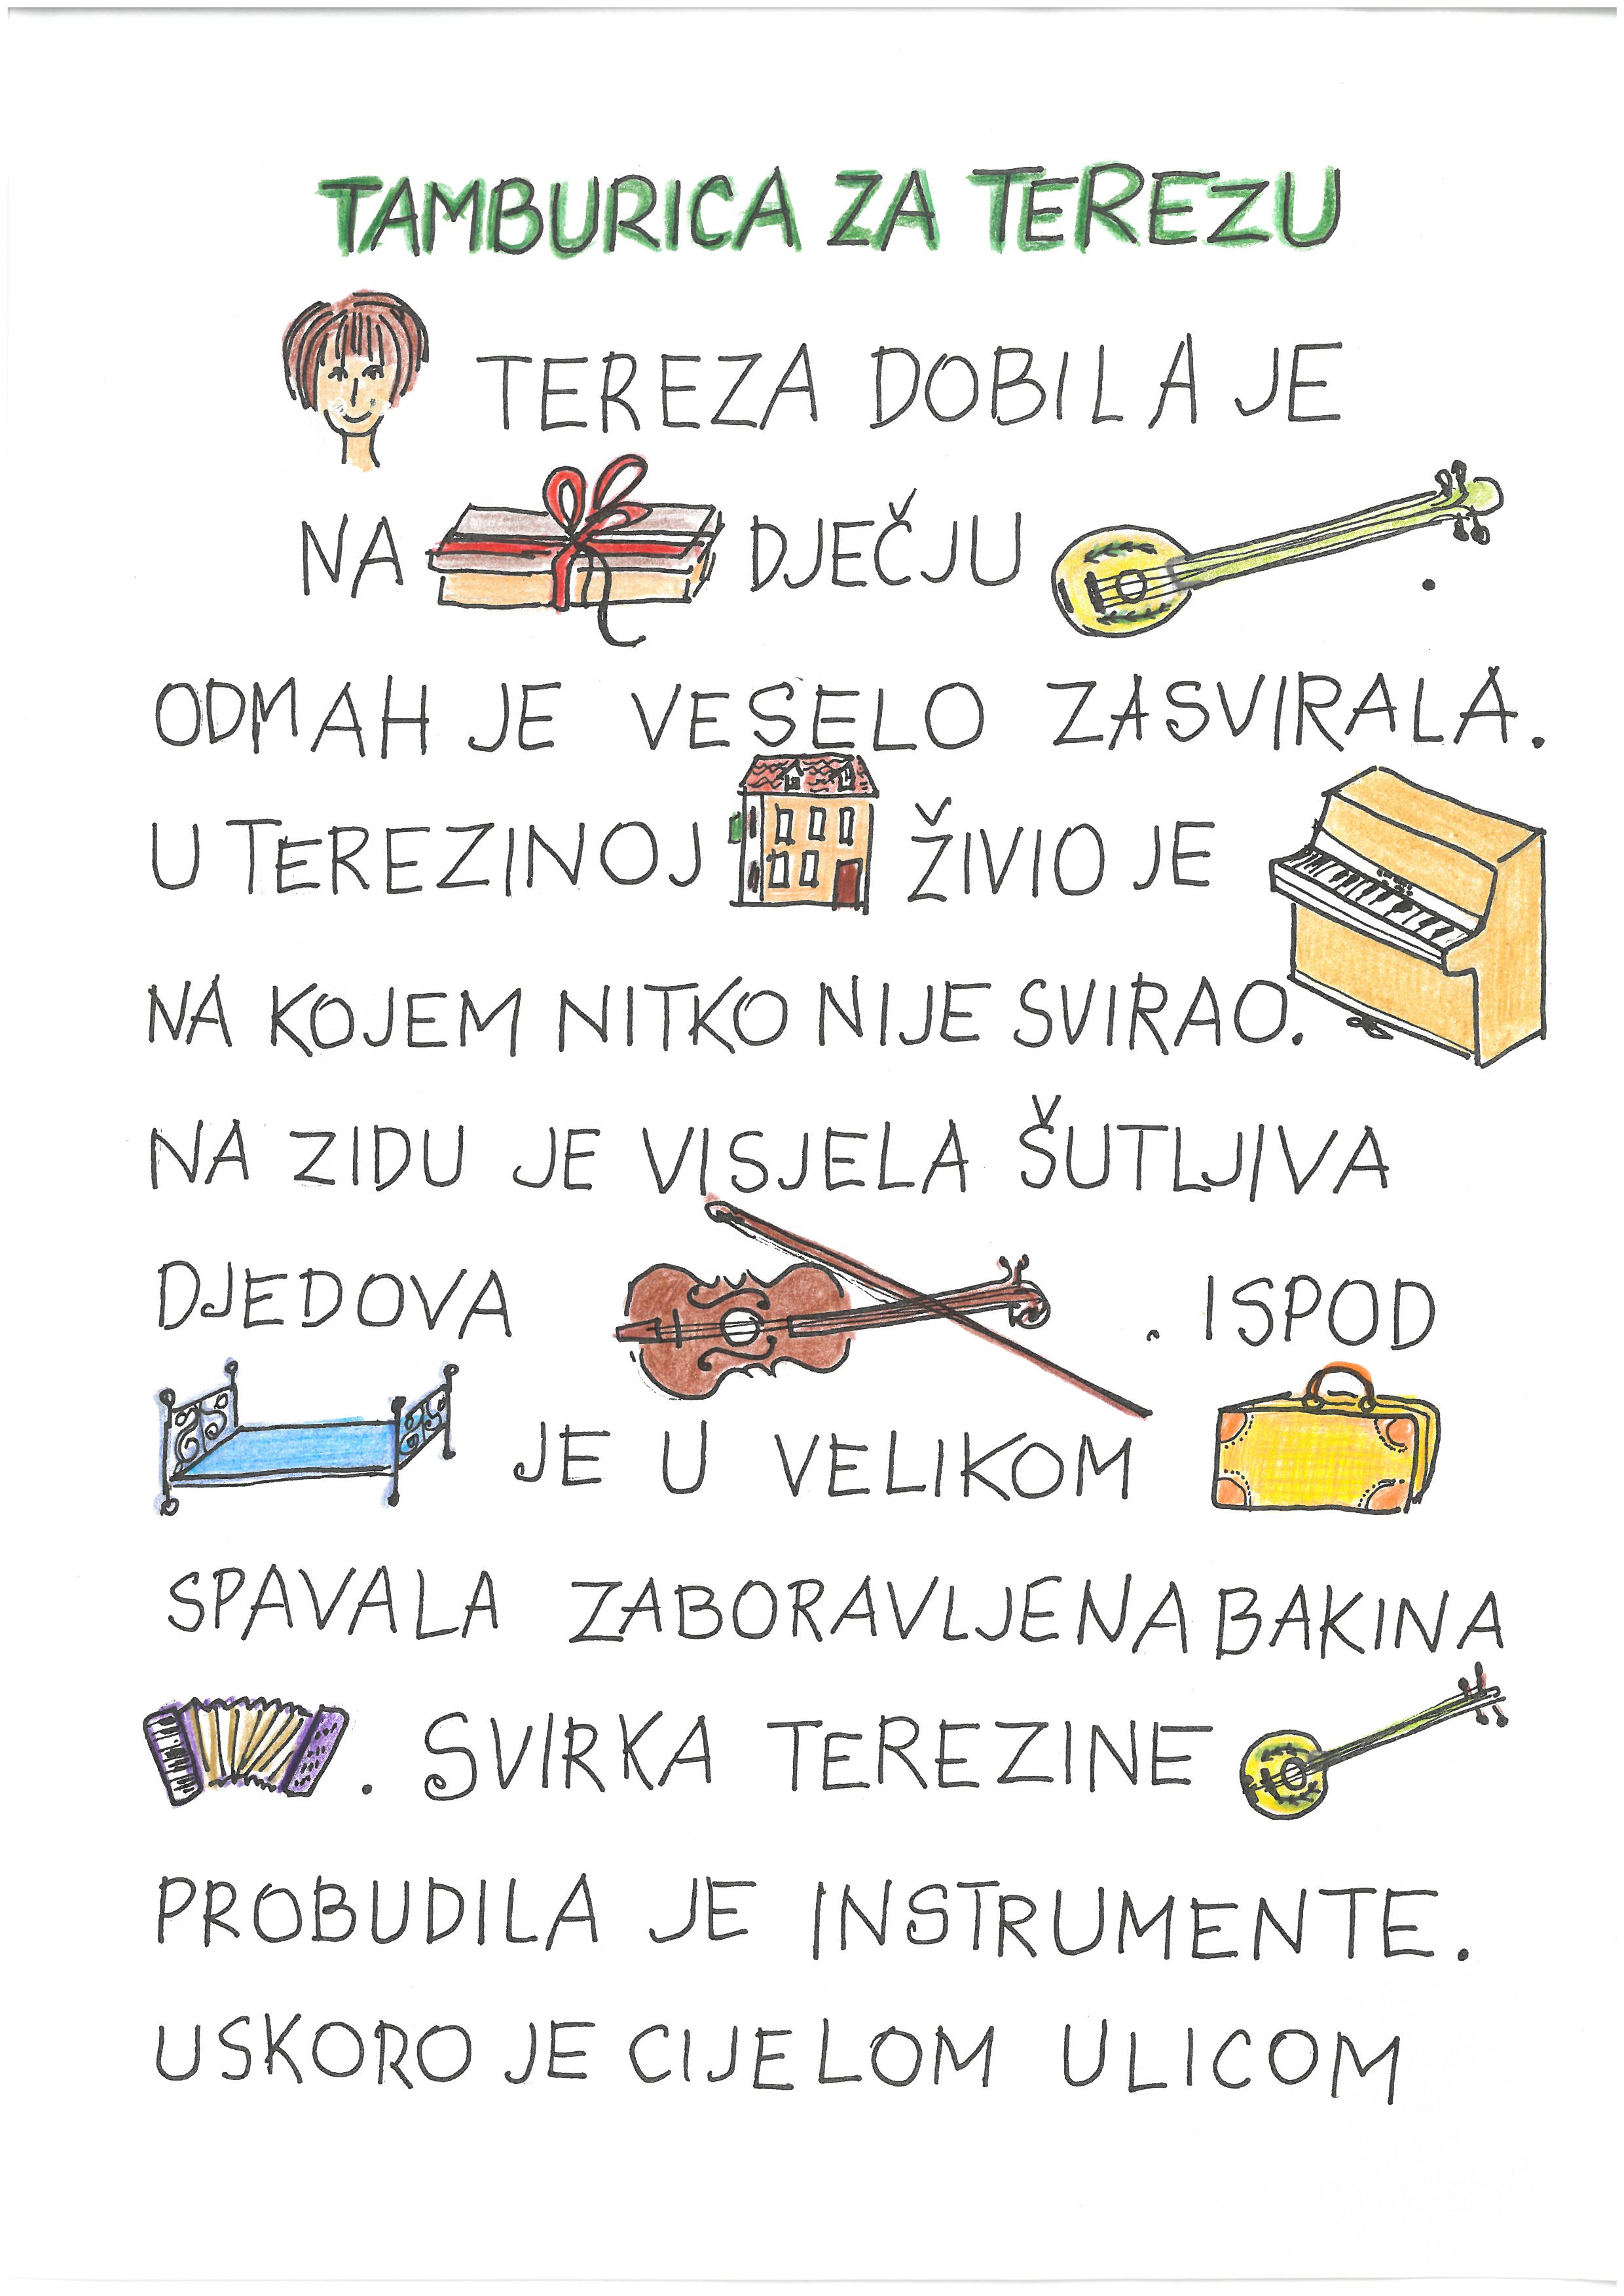 TAMBURICA ZA TEREZU
TEREZA DOBILA JE
NA DJEČJU .
ODMAH JE VESELO ZASVIRALA.
U TEREZINOJ ŽIVIO JE
NA KOJEM NITKO NIJE SVIRAO.
NA ZIDU JE VISJELA ŠUTLJIVA
DJEDOVA . ISPOD
JE U VELIKOM
SPAVALA ZABORAVLJENA BAKINA
. SVIRKA TEREZINE
PROBUDILA JE INSTRUMENTE.
USKORO JE CIJELOM ULICOM